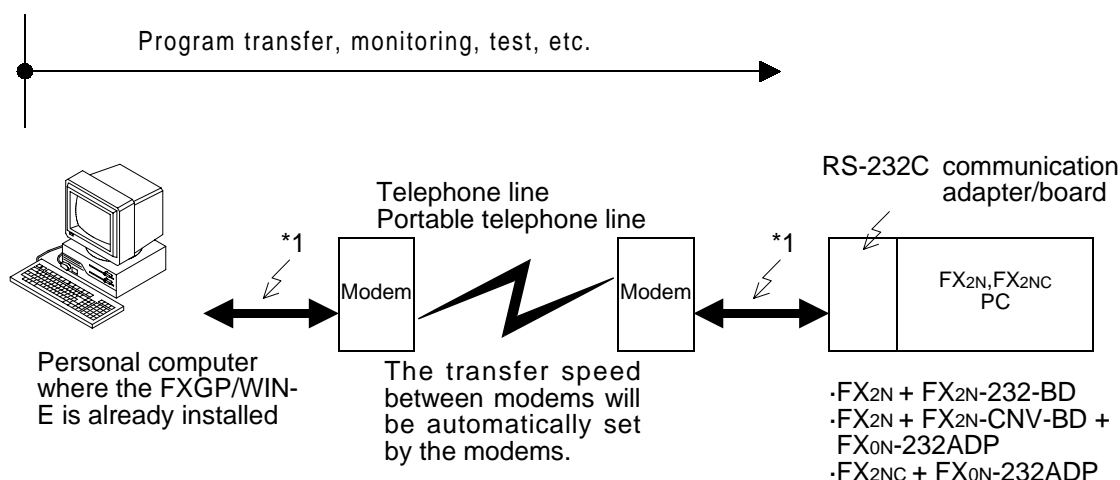 Program transfer, monitoring, test, etc.
RS-232C communication
adapter/board
Telephone line
Portable telephone line
*1
*1
Modem
Modem
FX2N,FX2NC
PC
Personal computer
where the FXGP/WIN-
E is already installed
The transfer speed
between modems will
be automatically set
by the modems.
·FX2N + FX2N-232-BD
·FX2N + FX2N-CNV-BD +
FX0N-232ADP
·FX2NC + FX0N-232ADP